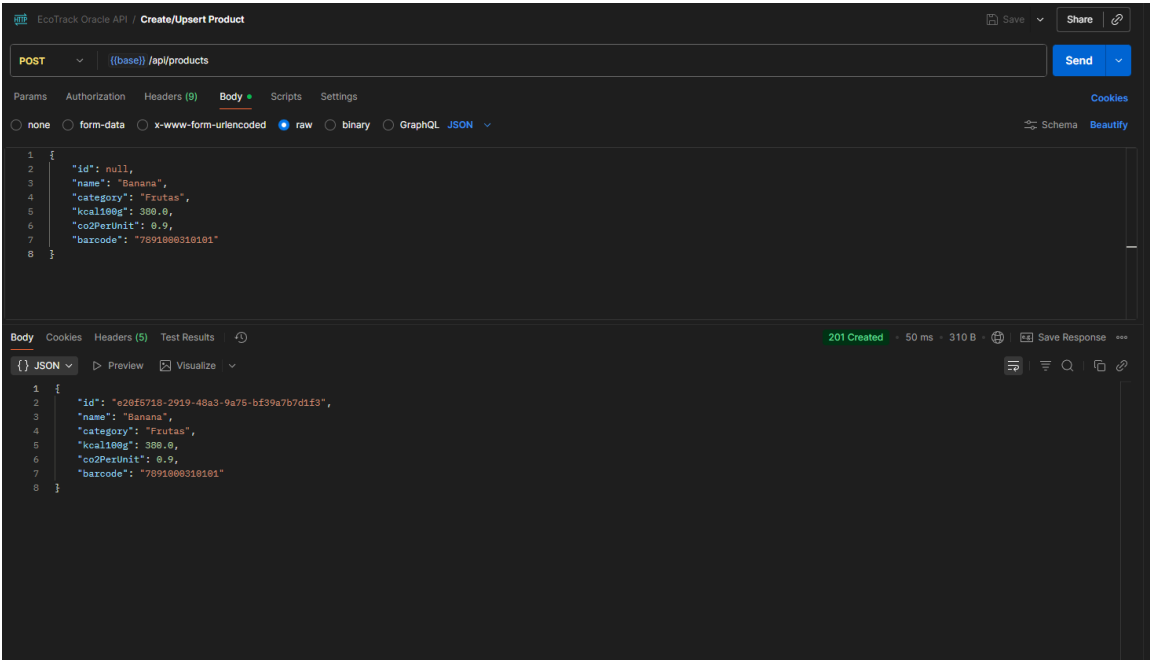 HTTP EcoTrack Oracle API / Create/Upsert Product Save Share
POST {{base}} /api/products Send
Params Authorization Headers (9) Body Scripts Settings Cookies
none form-data x-www-form-urlencoded raw binary GraphQL JSON Schema Beautify
1 {
2 "id": null,
3 "name": "Banana",
4 "category": "Frutas",
5 "kcal100g": 380.0,
6 "co2PerUnit": 0.9,
7 "barcode": "7891000310101"
8 }
Body Cookies Headers (5) Test Results 201 Created 50 ms 310 B Save Response
{} JSON Preview Visualize
1 {
2 "id": "e20f5718-2919-48a3-9a75-bf39a7b7d1f3",
3 "name": "Banana",
4 "category": "Frutas",
5 "kcal100g": 380.0,
6 "co2PerUnit": 0.9,
7 "barcode": "7891000310101"
8 }